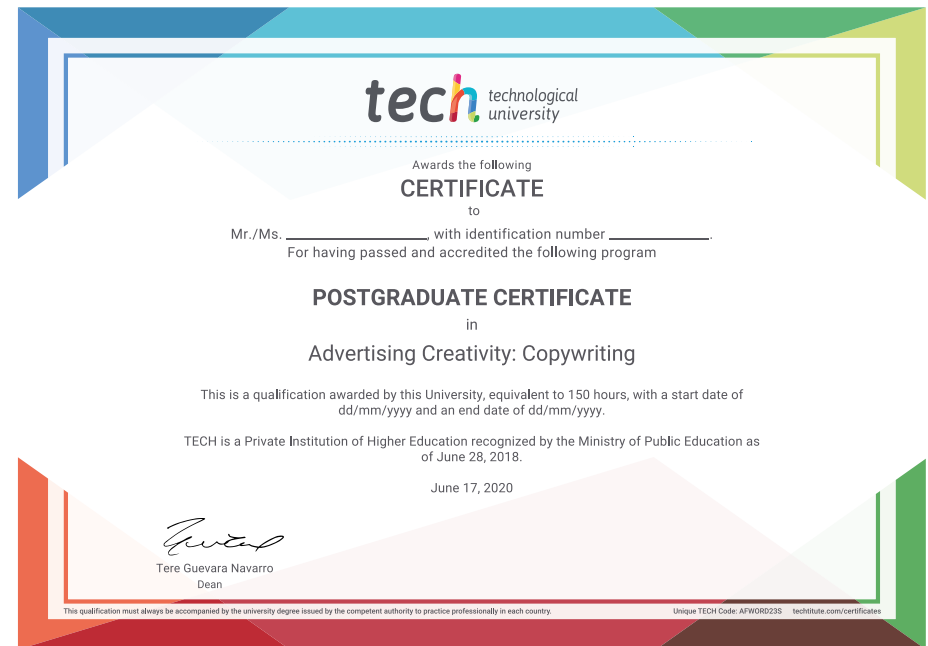 tech technological
university
Awards the following
CERTIFICATE
to
Mr./Ms. ____________________, with identification number ______________.
For having passed and accredited the following program
POSTGRADUATE CERTIFICATE
in
Advertising Creativity: Copywriting
This is a qualification awarded by this University, equivalent to 150 hours, with a start date of
dd/mm/yyyy and an end date of dd/mm/yyyy.
TECH is a Private Institution of Higher Education recognized by the Ministry of Public Education as
of June 28, 2018.
June 17, 2020
Tere Guevara Navarro
Dean
This qualification must always be accompanied by the university degree issued by the competent authority to practice professionally in each country.
Unique TECH Code: AFWORD23S techtitute.com/certificates